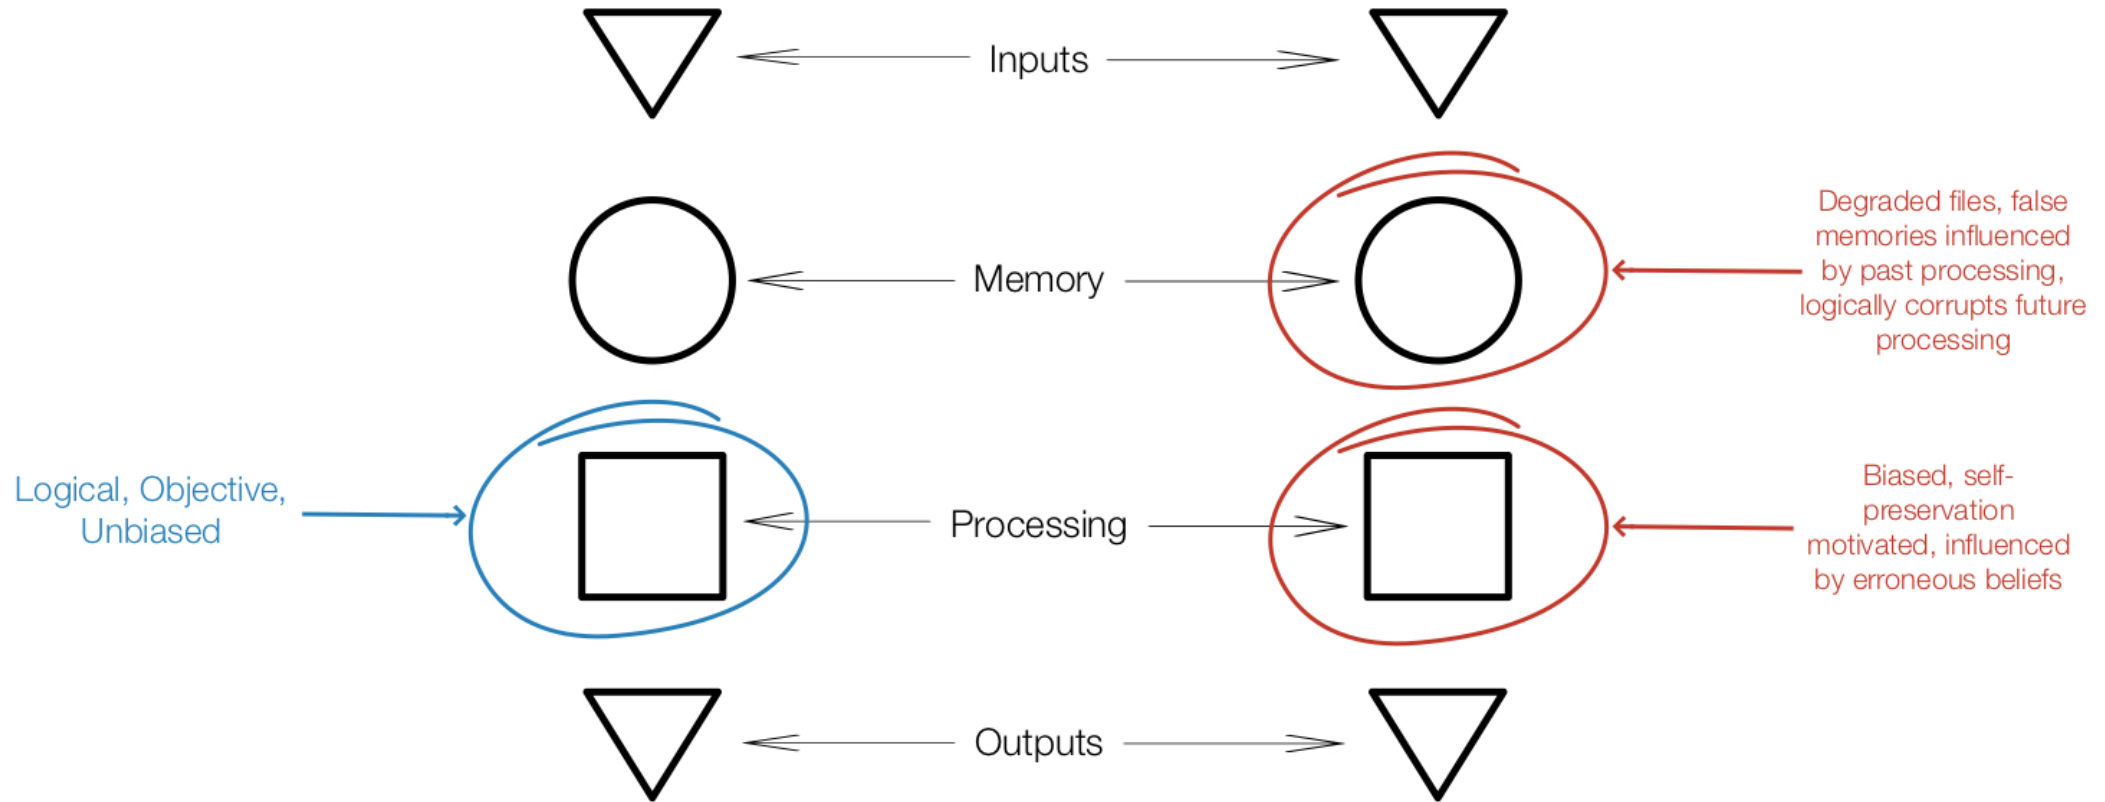 Inputs
Degraded files, false
memories influenced
by past processing,
logically corrupts future
processing
Memory
Logical, Objective,
Unbiased
Processing
Biased, self-
preservation
motivated, influenced
by erroneous beliefs
Outputs